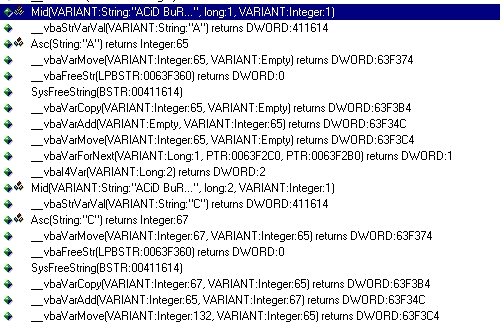 Mid(VARIANT:String:"ACiD BuR...", long:1, VARIANT:Integer:1)
__vbaStrVarVal(VARIANT:String:"A") returns DWORD:411614
Asc(String:"A") returns Integer:65
__vbaVarMove(VARIANT:Integer:65, VARIANT:Empty) returns DWORD:63F374
__vbaFreeStr(LPBSTR:0063F360) returns DWORD:0
SysFreeString(BSTR:00411614)
__vbaVarCopy(VARIANT:Integer:65, VARIANT:Empty) returns DWORD:63F3B4
__vbaVarAdd(VARIANT:Empty, VARIANT:Integer:65) returns DWORD:63F34C
__vbaVarMove(VARIANT:Integer:65, VARIANT:Empty) returns DWORD:63F3C4
__vbaVarForNext(VARIANT:Long:1, PTR:0063F2C0, PTR:0063F2B0) returns DWORD:1
__vbaI4Var(VARIANT:Long:2) returns DWORD:2
Mid(VARIANT:String:"ACiD BuR...", long:2, VARIANT:Integer:1)
__vbaStrVarVal(VARIANT:String:"C") returns DWORD:411614
Asc(String:"C") returns Integer:67
__vbaVarMove(VARIANT:Integer:67, VARIANT:Integer:65) returns DWORD:63F374
__vbaFreeStr(LPBSTR:0063F360) returns DWORD:0
SysFreeString(BSTR:00411614)
__vbaVarCopy(VARIANT:Integer:67, VARIANT:Integer:65) returns DWORD:63F3B4
__vbaVarAdd(VARIANT:Integer:65, VARIANT:Integer:67) returns DWORD:63F34C
__vbaVarMove(VARIANT:Integer:132, VARIANT:Integer:65) returns DWORD:63F3C4